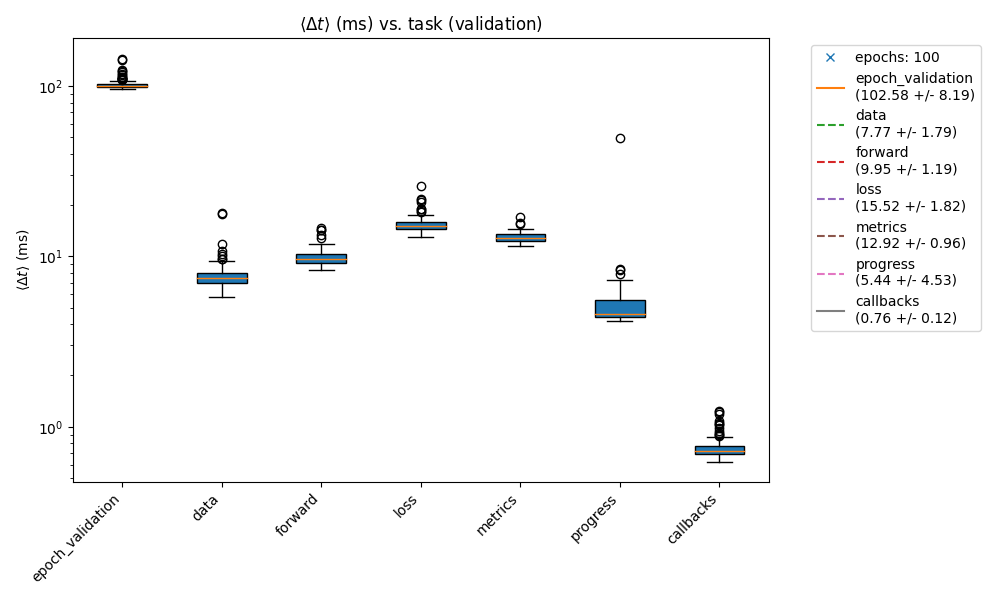 ⟨Δt⟩ (ms) vs. task (validation)
⟨Δt⟩ (ms)
10²
10¹
10⁰
epoch_validation
data
forward
loss
metrics
progress
callbacks
epochs: 100
epoch_validation
(102.58 +/- 8.19)
data
(7.77 +/- 1.79)
forward
(9.95 +/- 1.19)
loss
(15.52 +/- 1.82)
metrics
(12.92 +/- 0.96)
progress
(5.44 +/- 4.53)
callbacks
(0.76 +/- 0.12)